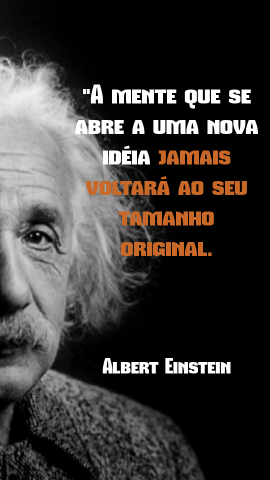 "A mente que se
abre a uma nova
idéia jamais
voltará ao seu
tamanho
original.
Albert Einstein